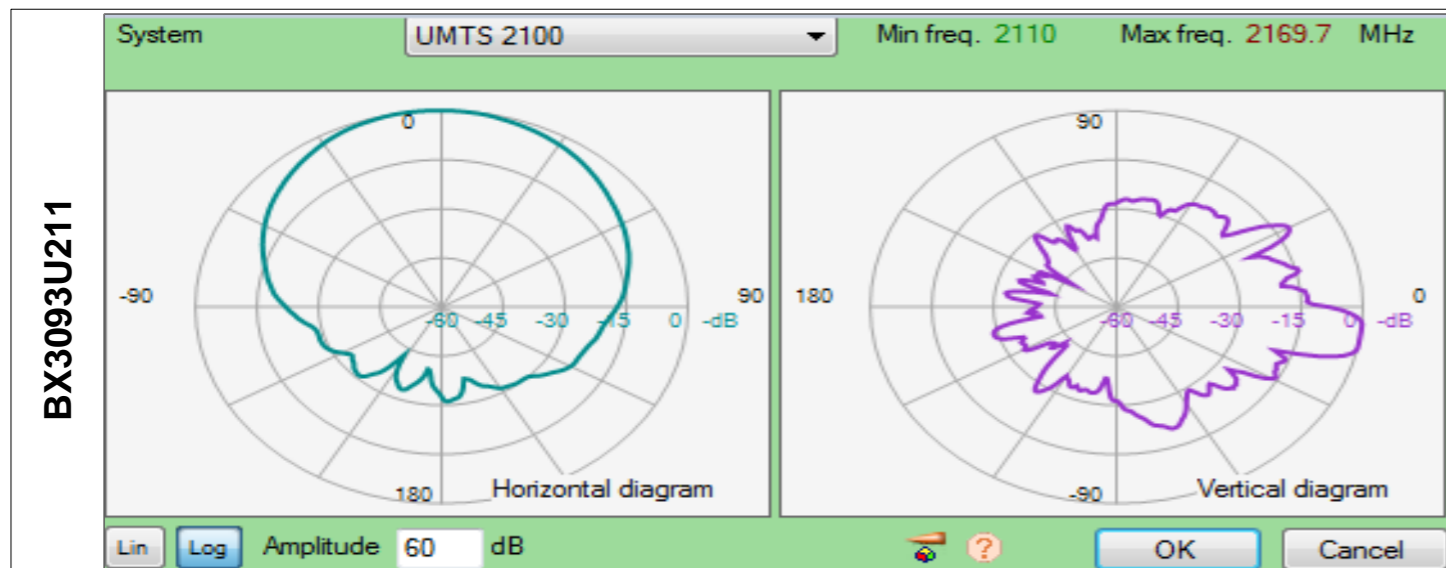 BX3093U211
System UMTS 2100 Min freq. 2110 Max freq. 2169.7 MHz
0
-90 90
-60 -45 -30 -15 0 -dB
180 Horizontal diagram
90
180 0
-60 -45 -30 -15 0 -dB
-90 Vertical diagram
Lin Log Amplitude 60 dB ? OK Cancel